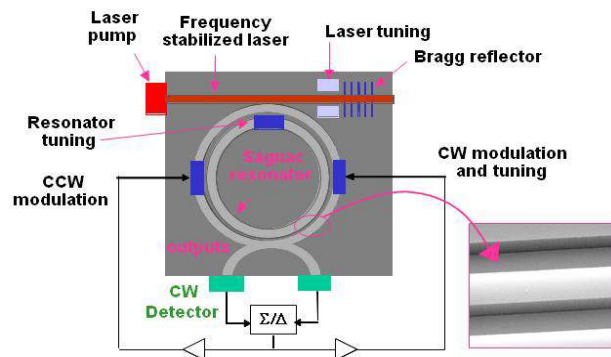 Laser
pump
Frequency
stabilized laser
Laser tuning
Bragg reflector
Resonator
tuning
Sagnac
resonator
CCW
modulation
CW modulation
and tuning
outputs
CW
Detector
Σ/Δ